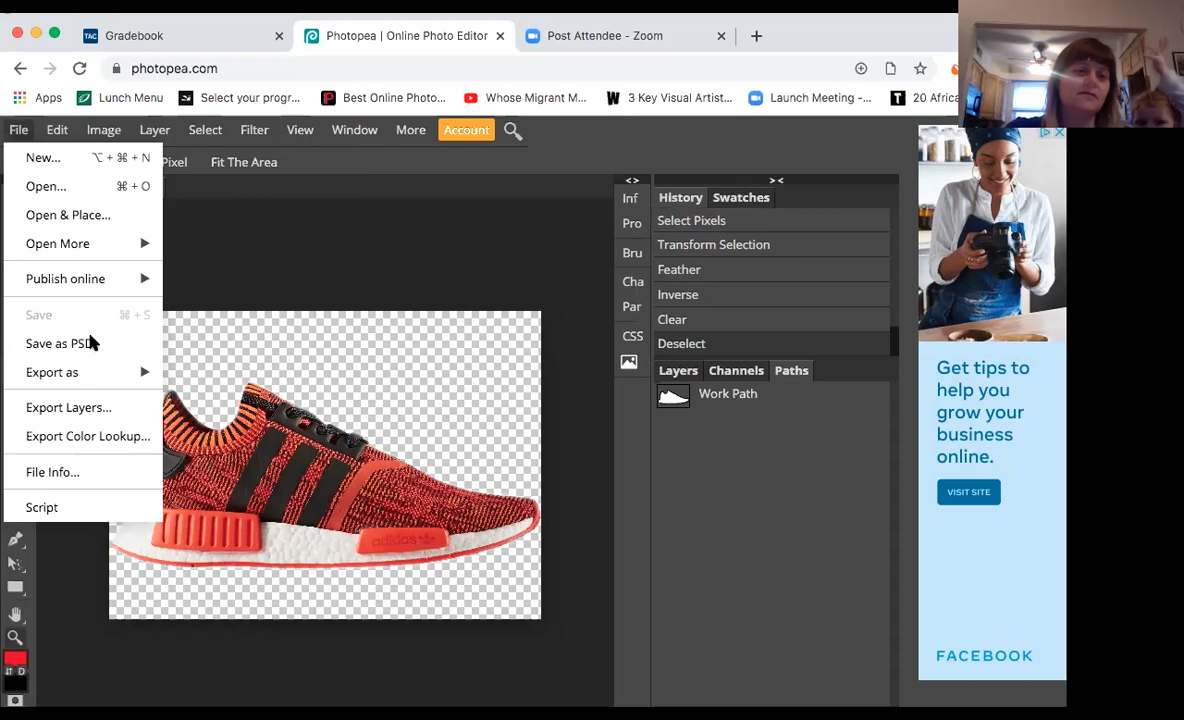 Gradebook
Photopea | Online Photo Editor
Post Attendee - Zoom
photopea.com
Apps
Lunch Menu
Select your progr...
Best Online Photo...
Whose Migrant M...
3 Key Visual Artist...
Launch Meeting -...
20 Africa
File Edit Image Layer Select Filter View Window More Account
Pixel Fit The Area
New... ⌥ + ⌘ + N
Open... ⌘ + O
Open & Place...
Open More
Publish online
Save ⌘ + S
Save as PSD
Export as
Export Layers...
Export Color Lookup...
File Info...
Script
adidas
< >
Inf
Pro
Bru
Cha
Par
CSS
> <
History Swatches
Select Pixels
Transform Selection
Feather
Inverse
Clear
Deselect
Layers Channels Paths
Work Path
Get tips to
help you
grow your
business
online.
VISIT SITE
FACEBOOK